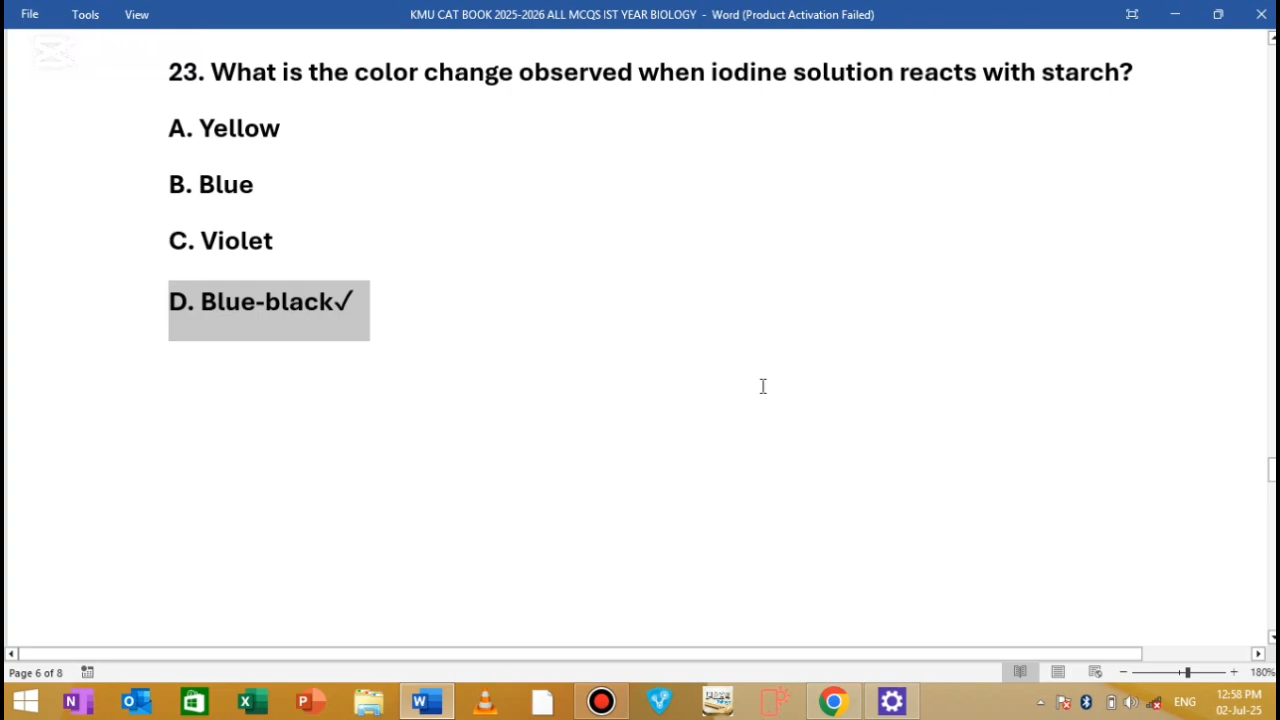 File Tools View KMU CAT BOOK 2025-2026 ALL MCQS IST YEAR BIOLOGY - Word (Product Activation Failed)
23. What is the color change observed when iodine solution reacts with starch?
A. Yellow
B. Blue
C. Violet
D. Blue-black✓
Page 6 of 8 180%
ENG 12:58 PM
02-Jul-25